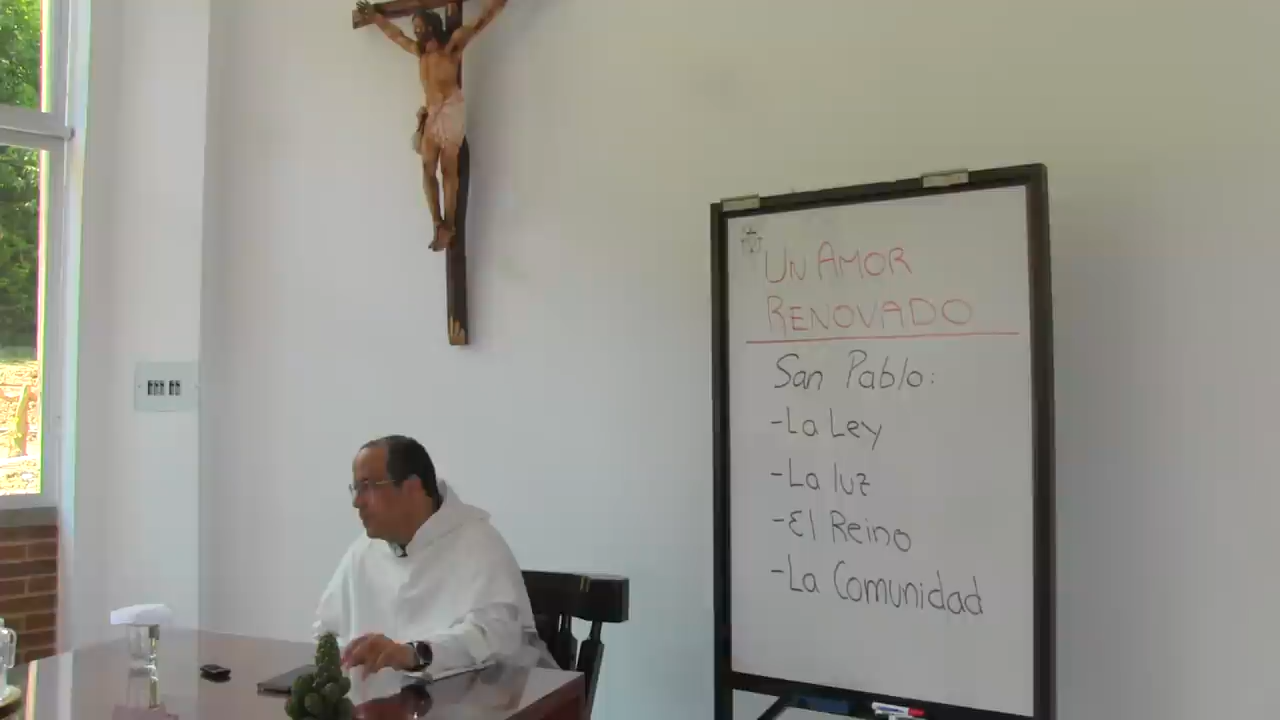 UN AMOR
RENOVADO
San Pablo:
-La Ley
-La luz
-El Reino
-La Comunidad